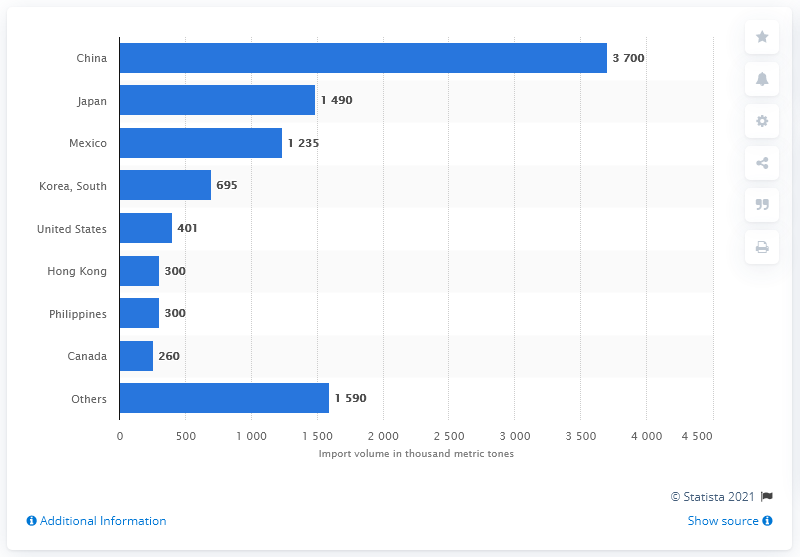 China 3 700
Japan 1 490
Mexico 1 235
Korea, South 695
United States 401
Hong Kong 300
Philippines 300
Canada 260
Others 1 590
0 500 1 000 1 500 2 000 2 500 3 000 3 500 4 000 4 500
Import volume in thousand metric tones
© Statista 2021
Additional Information Show source